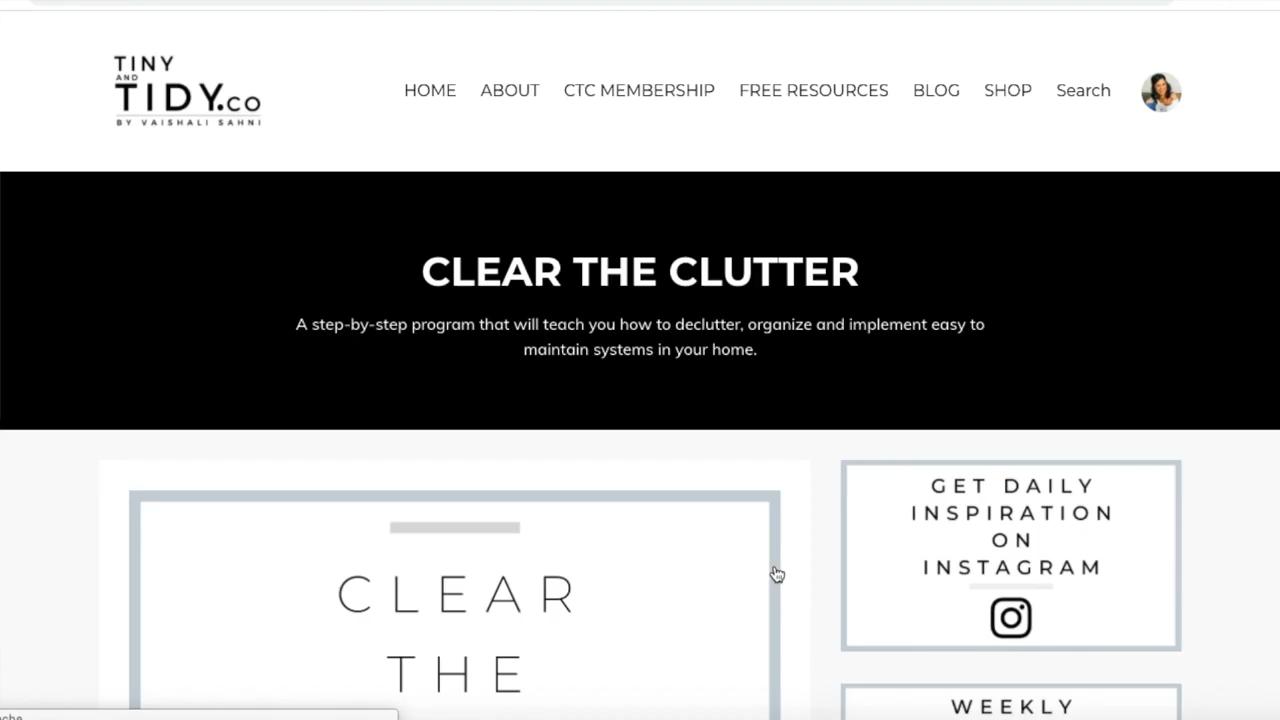 TINY
AND
TIDY.CO
BY VAISHALI SAHNI
HOME ABOUT CTC MEMBERSHIP FREE RESOURCES BLOG SHOP Search
CLEAR THE CLUTTER
A step-by-step program that will teach you how to declutter, organize and implement easy to
maintain systems in your home.
CLEAR
THE
GET DAILY
INSPIRATION
ON
INSTAGRAM
WEEKLY